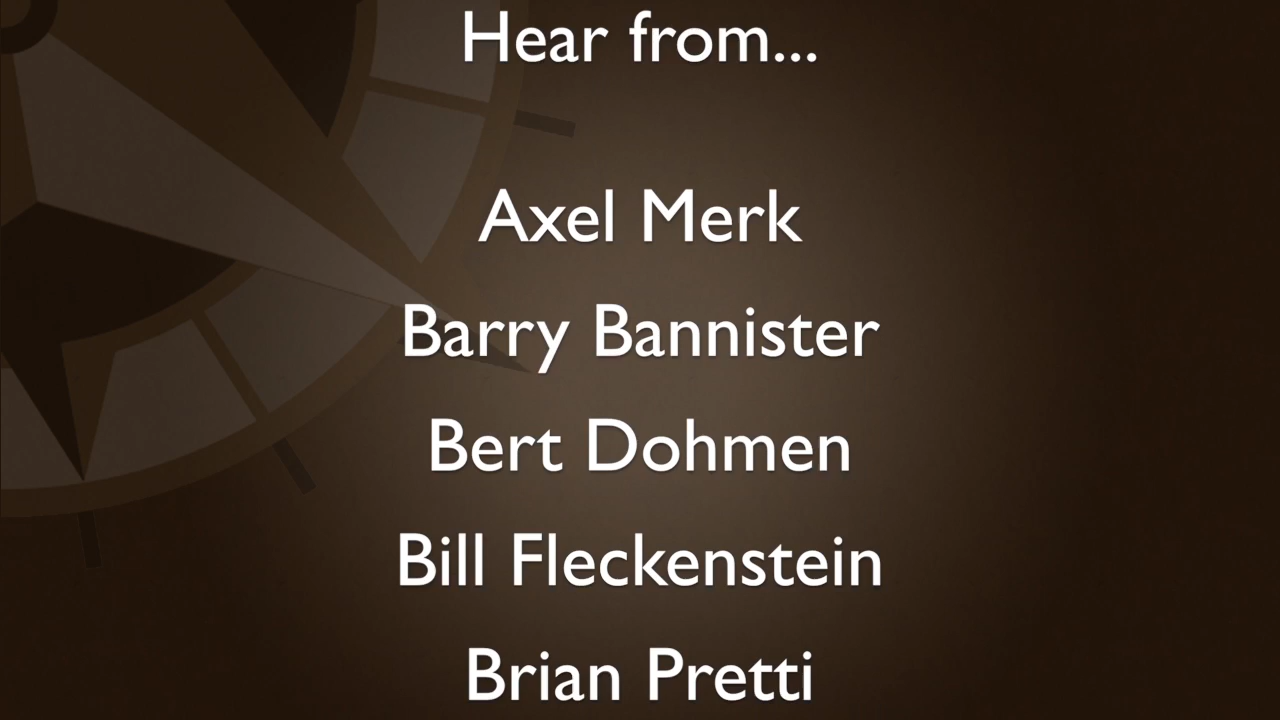 Hear from...
Axel Merk
Barry Bannister
Bert Dohmen
Bill Fleckenstein
Brian Pretti